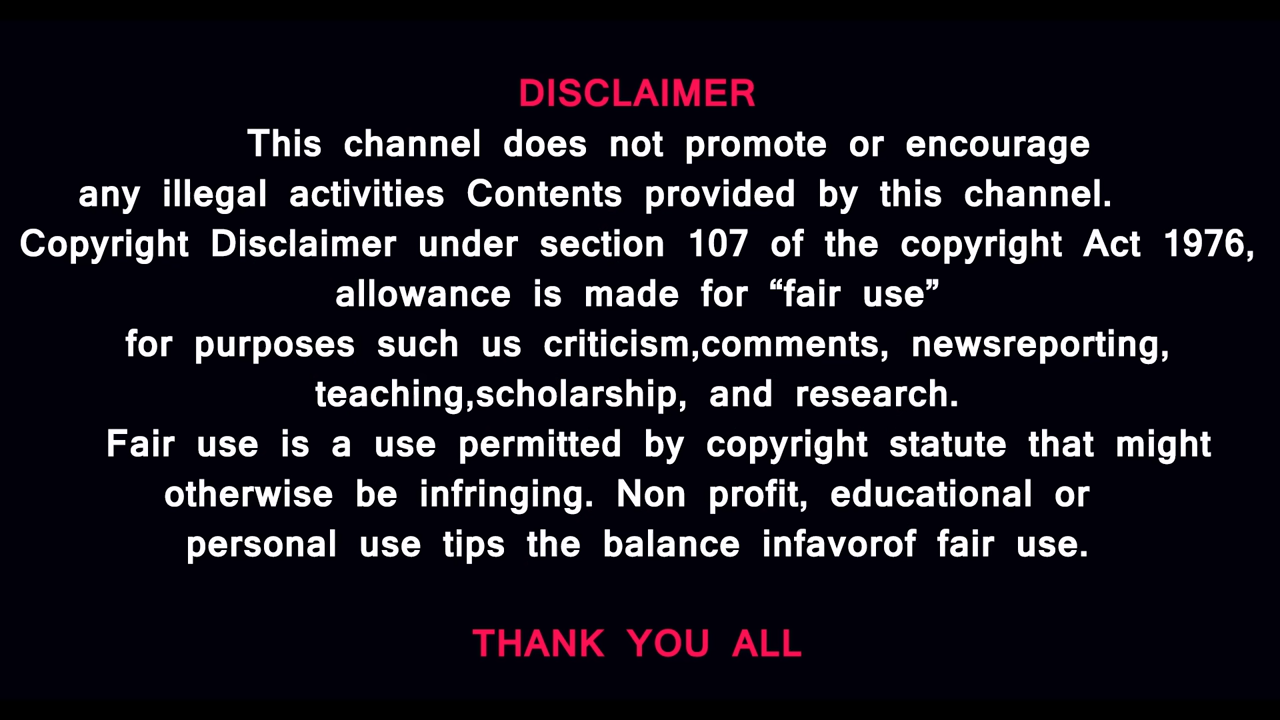 DISCLAIMER
This channel does not promote or encourage
any illegal activities Contents provided by this channel.
Copyright Disclaimer under section 107 of the copyright Act 1976,
allowance is made for “fair use”
for purposes such us criticism,comments, newsreporting,
teaching,scholarship, and research.
Fair use is a use permitted by copyright statute that might
otherwise be infringing. Non profit, educational or
personal use tips the balance infavorof fair use.
THANK YOU ALL